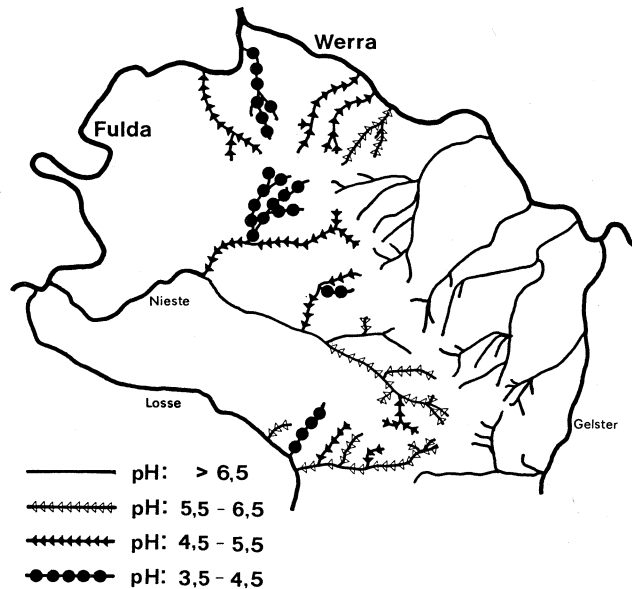 Werra
Fulda
Nieste
Losse
Gelster
pH: > 6,5
pH: 5,5 - 6,5
pH: 4,5 - 5,5
pH: 3,5 - 4,5